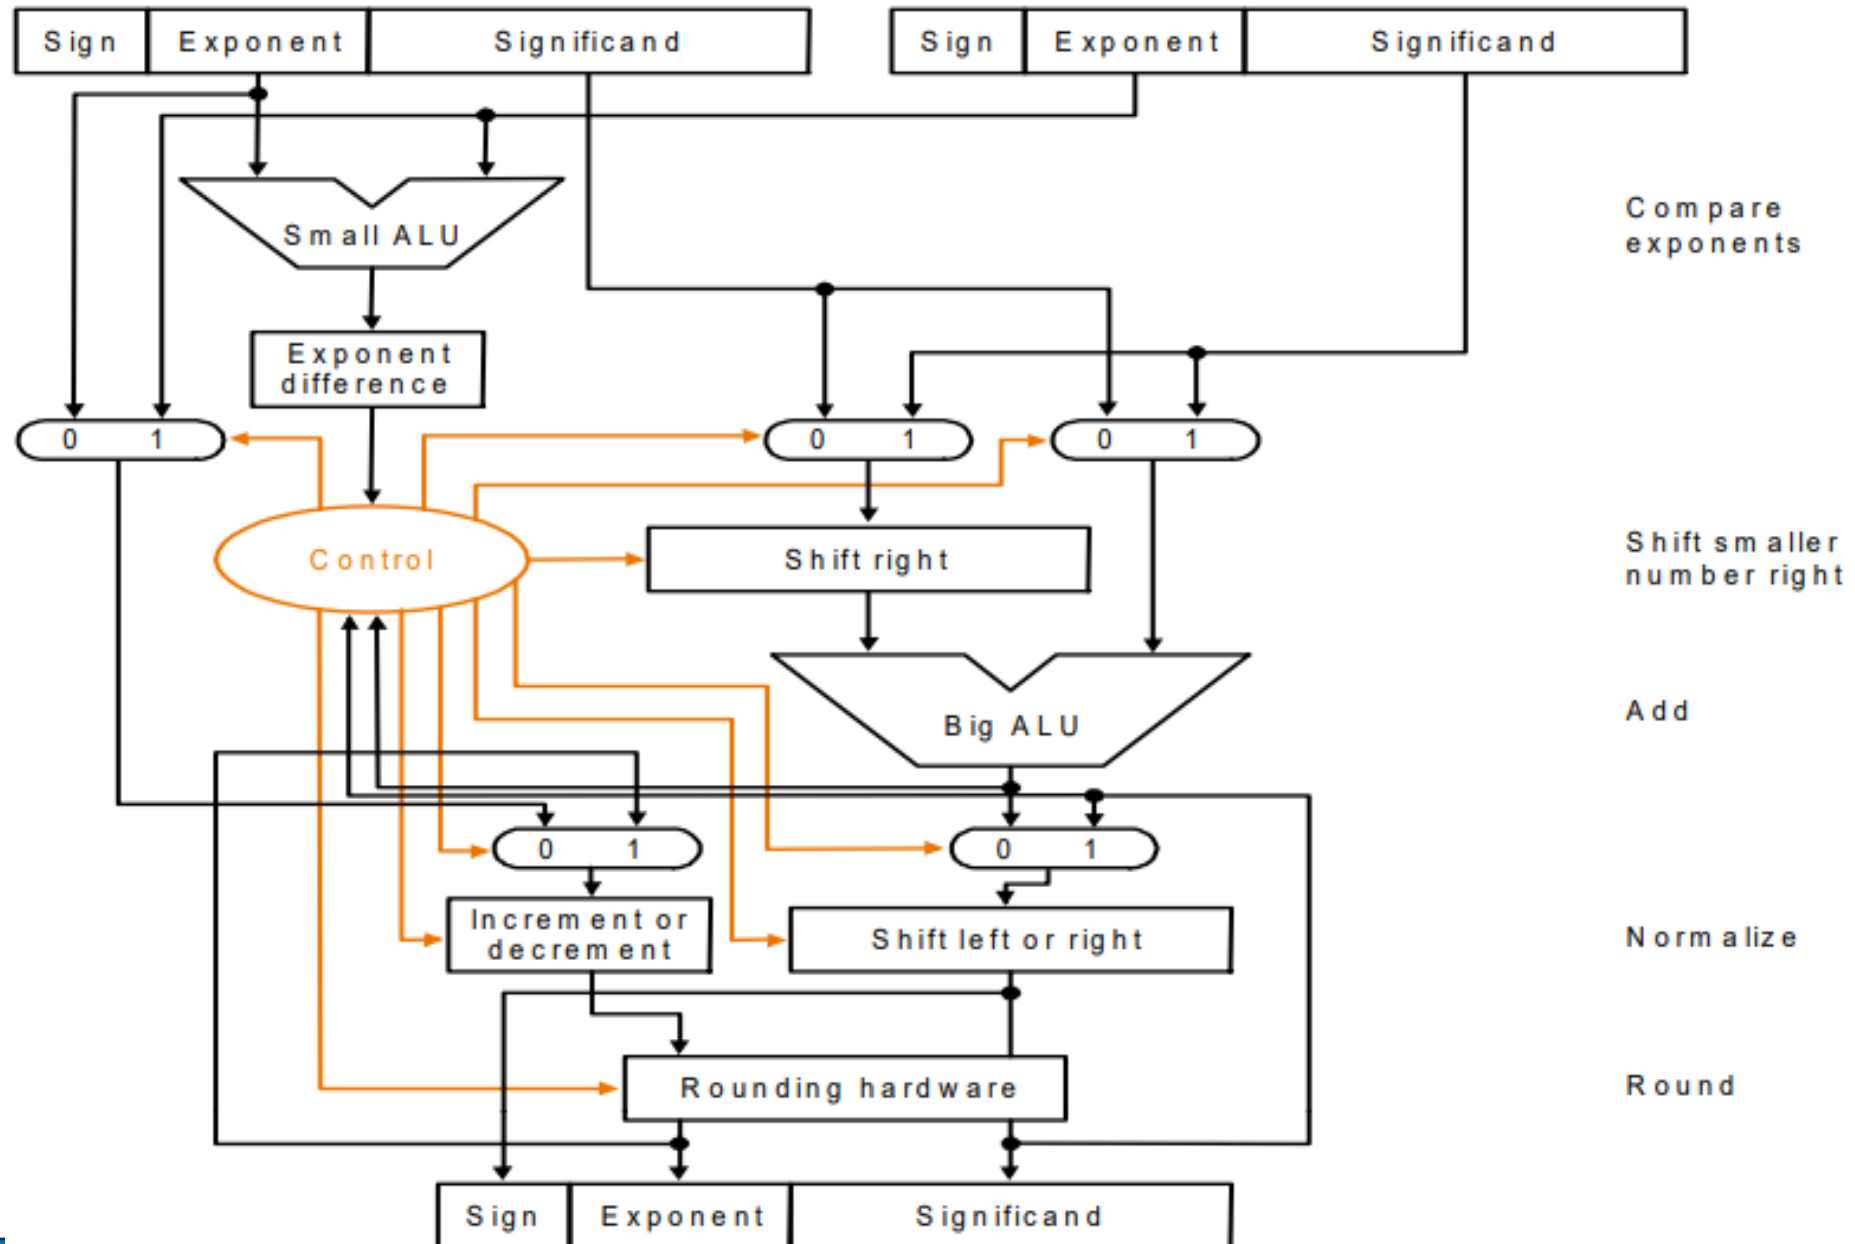 Sign Exponent Significand Sign Exponent Significand
Small ALU
Compare
exponents
Exponent
difference
0 1 0 1 0 1
Control Shift right
Shift smaller
number right
Big ALU
Add
0 1 0 1
Increment or
decrement
Shift left or right
Normalize
Rounding hardware
Round
Sign Exponent Significand